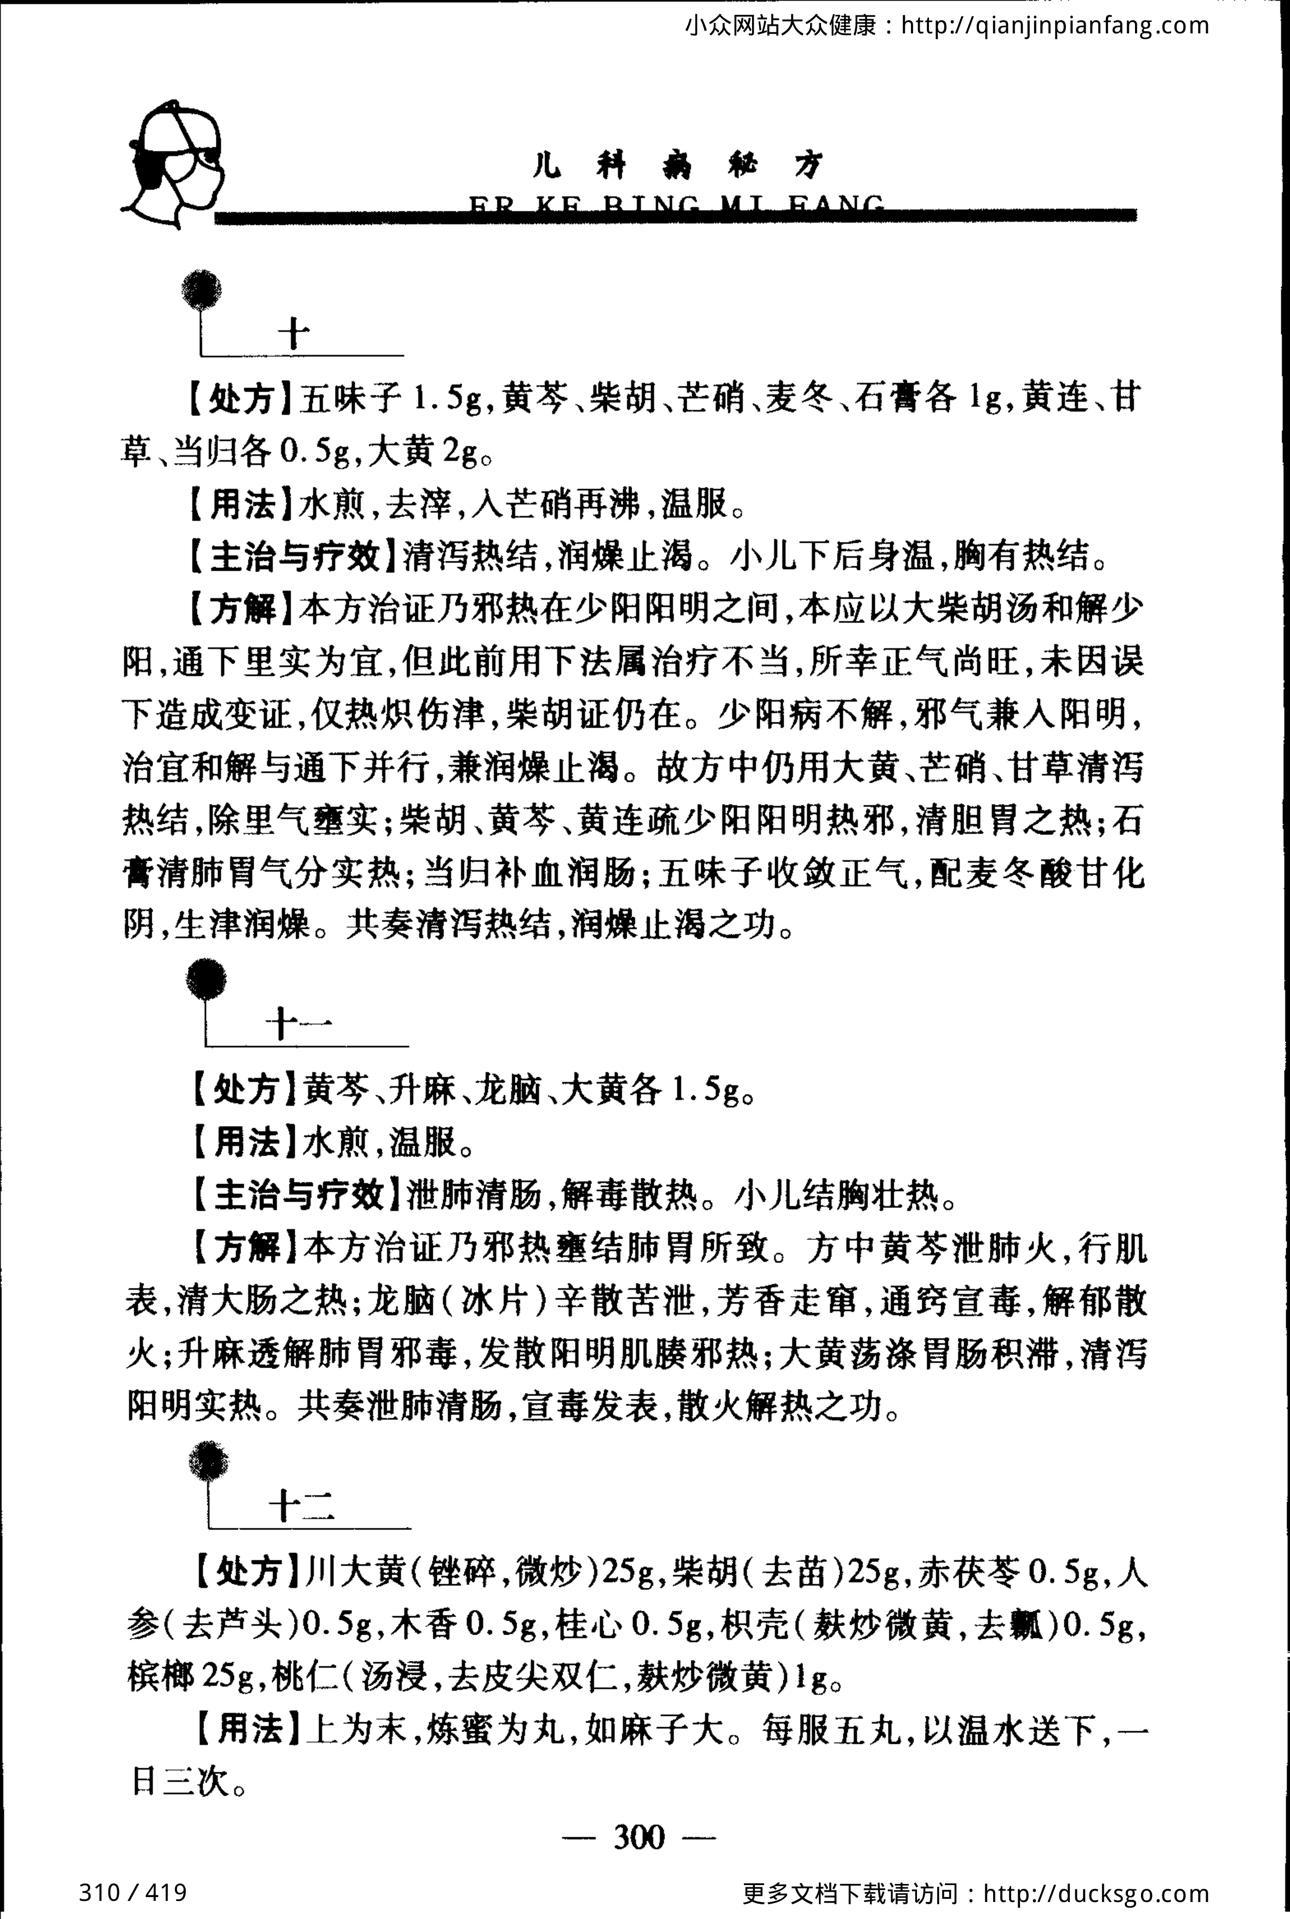 小众网站大众健康：http://qianjinpianfang.com
儿科病秘方
ER KE BING MI FANG
十
【处方】五味子1.5g,黄芩、柴胡、芒硝、麦冬、石膏各1g,黄连、甘
草、当归各0.5g,大黄2g。
【用法】水煎,去滓,入芒硝再沸,温服。
【主治与疗效】清泻热结,润燥止渴。小儿下后身温,胸有热结。
【方解】本方治证乃邪热在少阳阳明之间,本应以大柴胡汤和解少
阳,通下里实为宜,但此前用下法属治疗不当,所幸正气尚旺,未因误
下造成变证,仅热炽伤津,柴胡证仍在。少阳病不解,邪气兼入阳明,
治宜和解与通下并行,兼润燥止渴。故方中仍用大黄、芒硝、甘草清泻
热结,除里气壅实;柴胡、黄芩、黄连疏少阳阳明热邪,清胆胃之热;石
膏清肺胃气分实热;当归补血润肠;五味子收敛正气,配麦冬酸甘化
阴,生津润燥。共奏清泻热结,润燥止渴之功。
十一
【处方】黄芩、升麻、龙脑、大黄各1.5g。
【用法】水煎,温服。
【主治与疗效】泄肺清肠,解毒散热。小儿结胸壮热。
【方解】本方治证乃邪热壅结肺胃所致。方中黄芩泄肺火,行肌
表,清大肠之热;龙脑(冰片)辛散苦泄,芳香走窜,通窍宣毒,解郁散
火;升麻透解肺胃邪毒,发散阳明肌腠邪热;大黄荡涤胃肠积滞,清泻
阳明实热。共奏泄肺清肠,宣毒发表,散火解热之功。
十二
【处方】川大黄(锉碎,微炒)25g,柴胡(去苗)25g,赤茯苓0.5g,人
参(去芦头)0.5g,木香0.5g,桂心0.5g,枳壳(麸炒微黄,去瓤)0.5g,
槟榔25g,桃仁(汤浸,去皮尖双仁,麸炒微黄)1g。
【用法】上为末,炼蜜为丸,如麻子大。每服五丸,以温水送下,一
日三次。
— 300 —
310 / 419
更多文档下载请访问：http://ducksgo.com